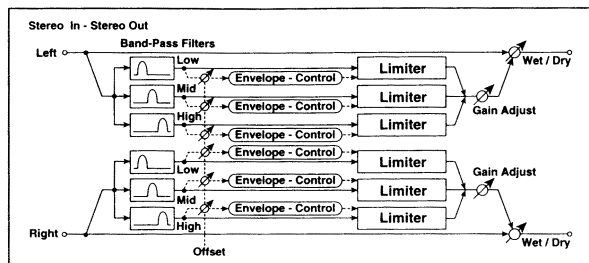 Stereo In - Stereo Out
Band-Pass Filters
Left
Low
Envelope - Control
Limiter
Wet / Dry
Mid
Envelope - Control
Limiter
Gain Adjust
High
Envelope - Control
Limiter
Envelope - Control
Limiter
Gain Adjust
Low
Envelope - Control
Limiter
Mid
Envelope - Control
Limiter
High
Right
Wet / Dry
Offset